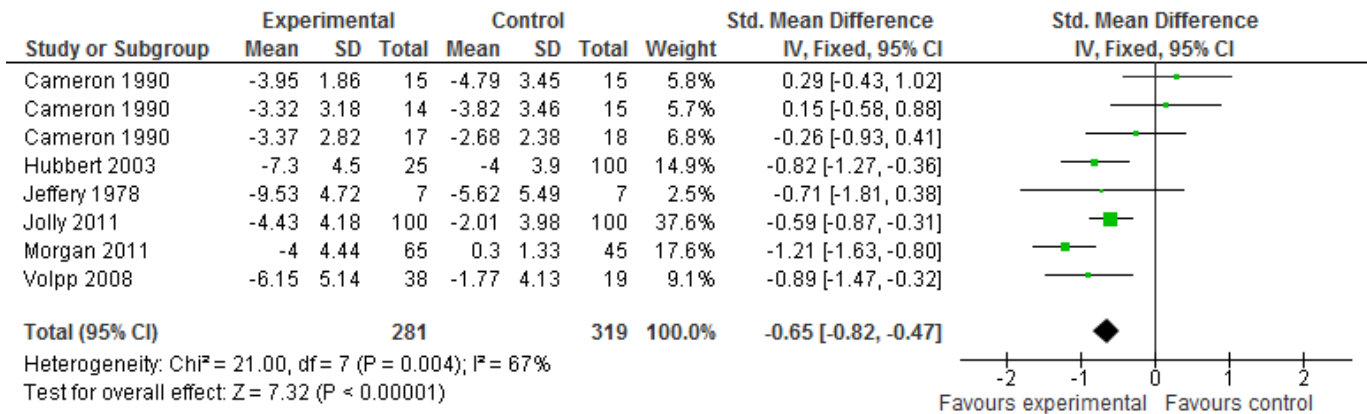 Experimental Control Std. Mean Difference Std. Mean Difference
Study or Subgroup Mean SD Total Mean SD Total Weight IV, Fixed, 95% CI IV, Fixed, 95% CI
Cameron 1990 -3.95 1.86 15 -4.79 3.45 15 5.8% 0.29 [-0.43, 1.02]
Cameron 1990 -3.32 3.18 14 -3.82 3.46 15 5.7% 0.15 [-0.58, 0.88]
Cameron 1990 -3.37 2.82 17 -2.68 2.38 18 6.8% -0.26 [-0.93, 0.41]
Hubbert 2003 -7.3 4.5 25 -4 3.9 100 14.9% -0.82 [-1.27, -0.36]
Jeffery 1978 -9.53 4.72 7 -5.62 5.49 7 2.5% -0.71 [-1.81, 0.38]
Jolly 2011 -4.43 4.18 100 -2.01 3.98 100 37.6% -0.59 [-0.87, -0.31]
Morgan 2011 -4 4.44 65 0.3 1.33 45 17.6% -1.21 [-1.63, -0.80]
Volpp 2008 -6.15 5.14 38 -1.77 4.13 19 9.1% -0.89 [-1.47, -0.32]
Total (95% CI) 281 319 100.0% -0.65 [-0.82, -0.47]
Heterogeneity: Chi² = 21.00, df = 7 (P = 0.004); I² = 67%
Test for overall effect: Z = 7.32 (P < 0.00001)
-2 -1 0 1 2
Favours experimental Favours control